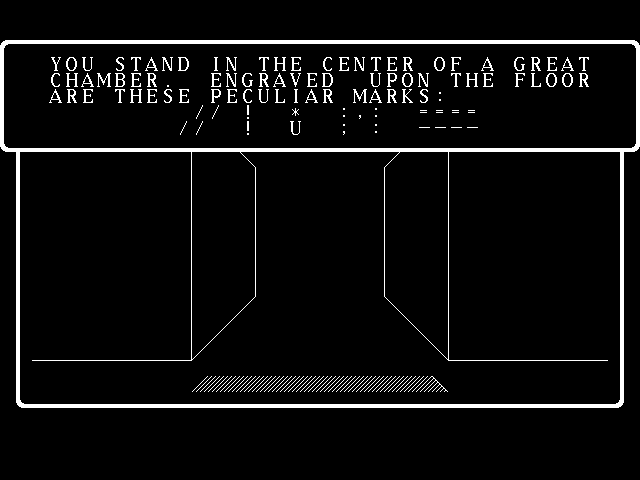 YOU STAND IN THE CENTER OF A GREAT
CHAMBER. ENGRAVED UPON THE FLOOR
ARE THESE PECULIAR MARKS:
// ! * :,: ====
// ! U ; : ----